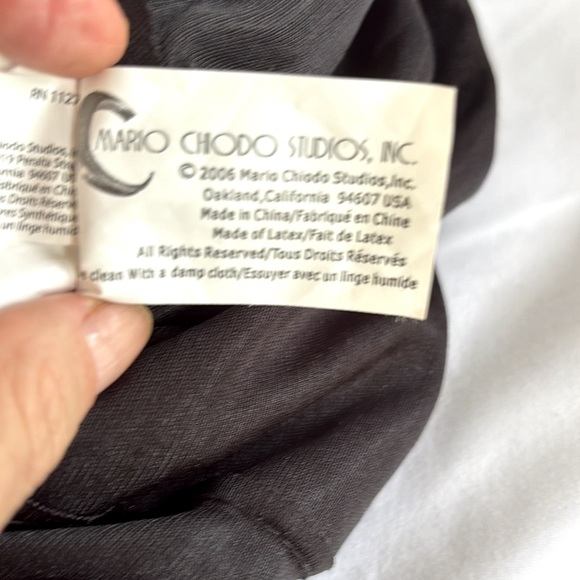 RN 1123
MARIO CHIODO STUDIOS, INC.
© 2006 Mario Chiodo Studios,Inc.
Oakland,California 94607 USA
Made in China/Fabriqué en Chine
Made of Latex/Fait de Latex
All Rights Reserved/Tous Droits Réservés
clean With a damp cloth/Essuyer avec un linge humide